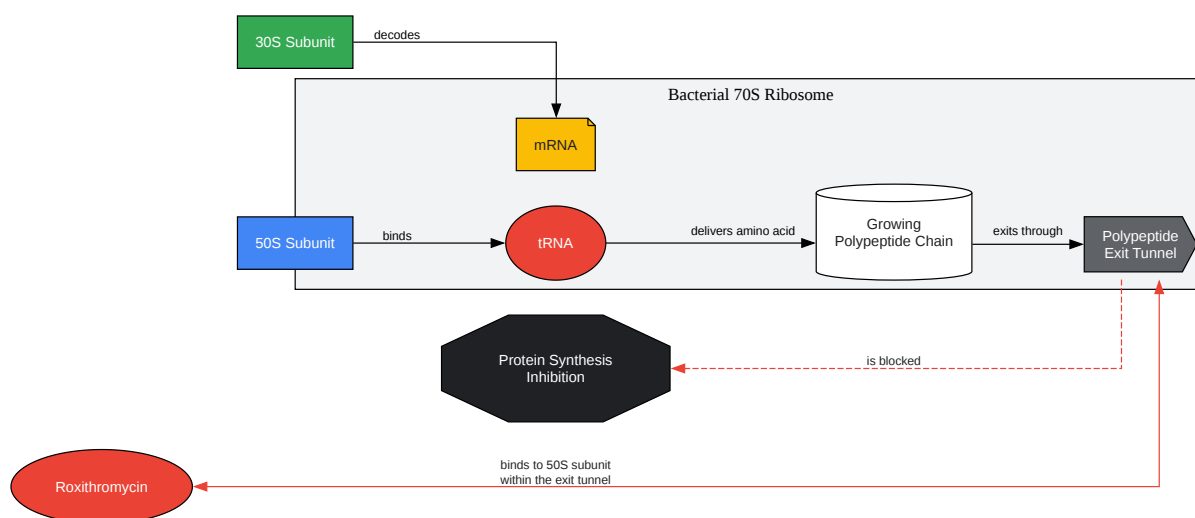 30S Subunit
decodes
Bacterial 70S Ribosome
mRNA
50S Subunit
binds
tRNA
delivers amino acid
Growing
Polypeptide Chain
exits through
Polypeptide
Exit Tunnel
Protein Synthesis
Inhibition
is blocked
Roxithromycin
binds to 50S subunit
within the exit tunnel